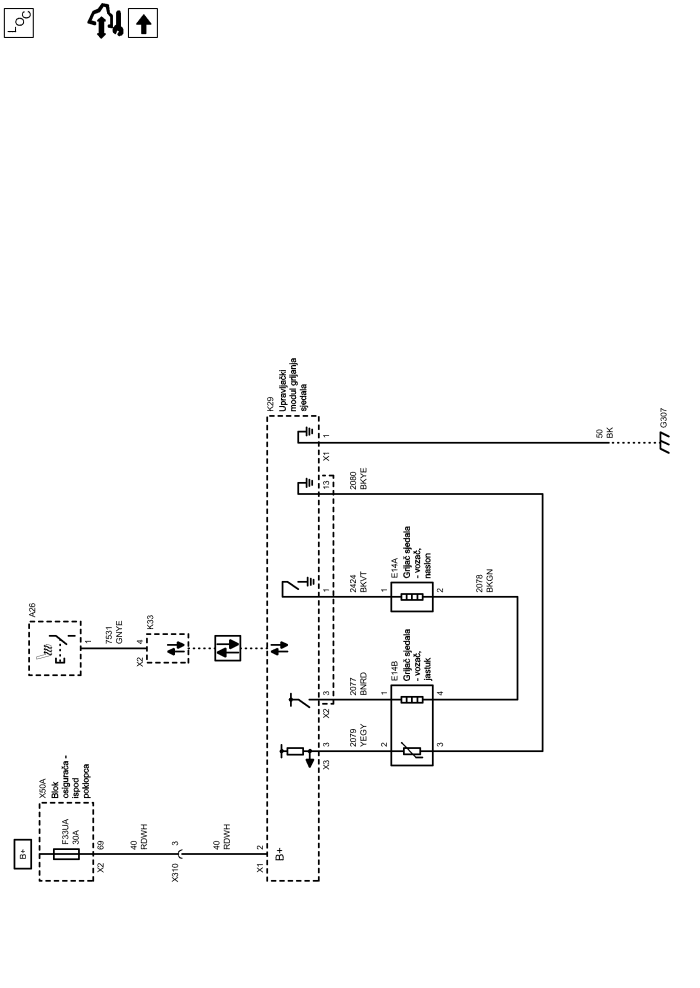 LOC
B+
X50A
Blok
osigurača -
ispod
poklopca
F33UA
30A
X2
69
40
RDWH
X310
3
40
RDWH
X1
2
B+
A26
1
7531
GNYE
X2
4
K33
K29
Upravljački
modul grijanja
sjedala
X3
3
2079
YEGY
X2
3
2077
BNRD
1
2424
BKVT
13
2080
BKYE
X1
1
2
1
E14B
Grijač sjedala
- vozač,
jastuk
3
4
1
E14A
Grijač sjedala
- vozač,
naslon
2
2078
BKGN
50
BK
G307